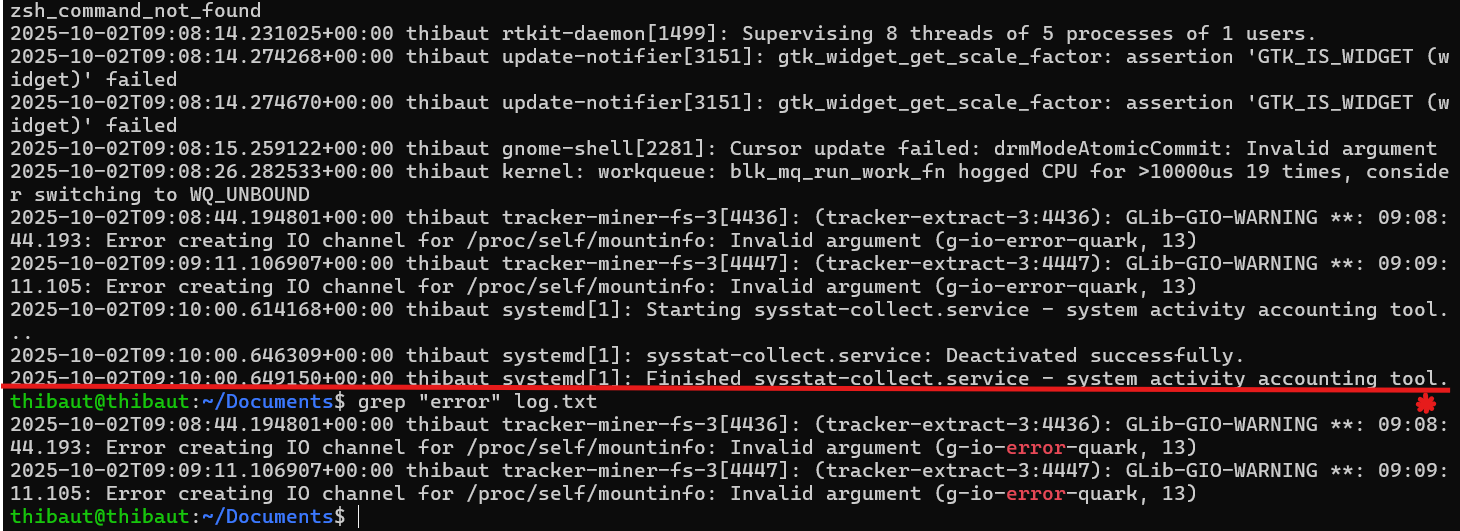 zsh_command_not_found
2025-10-02T09:08:14.231025+00:00 thibaut rtkit-daemon[1499]: Supervising 8 threads of 5 processes of 1 users.
2025-10-02T09:08:14.274268+00:00 thibaut update-notifier[3151]: gtk_widget_get_scale_factor: assertion 'GTK_IS_WIDGET (w
idget)' failed
2025-10-02T09:08:14.274670+00:00 thibaut update-notifier[3151]: gtk_widget_get_scale_factor: assertion 'GTK_IS_WIDGET (w
idget)' failed
2025-10-02T09:08:15.259122+00:00 thibaut gnome-shell[2281]: Cursor update failed: drmModeAtomicCommit: Invalid argument
2025-10-02T09:08:26.282533+00:00 thibaut kernel: workqueue: blk_mq_run_work_fn hogged CPU for >10000us 19 times, conside
r switching to WQ_UNBOUND
2025-10-02T09:08:44.194801+00:00 thibaut tracker-miner-fs-3[4436]: (tracker-extract-3:4436): GLib-GIO-WARNING **: 09:08:
44.193: Error creating IO channel for /proc/self/mountinfo: Invalid argument (g-io-error-quark, 13)
2025-10-02T09:09:11.106907+00:00 thibaut tracker-miner-fs-3[4447]: (tracker-extract-3:4447): GLib-GIO-WARNING **: 09:09:
11.105: Error creating IO channel for /proc/self/mountinfo: Invalid argument (g-io-error-quark, 13)
2025-10-02T09:10:00.614168+00:00 thibaut systemd[1]: Starting sysstat-collect.service - system activity accounting tool.
..
2025-10-02T09:10:00.646309+00:00 thibaut systemd[1]: sysstat-collect.service: Deactivated successfully.
2025-10-02T09:10:00.649150+00:00 thibaut systemd[1]: Finished sysstat-collect.service - system activity accounting tool.
thibaut@thibaut:~/Documents$ grep "error" log.txt
2025-10-02T09:08:44.194801+00:00 thibaut tracker-miner-fs-3[4436]: (tracker-extract-3:4436): GLib-GIO-WARNING **: 09:08:
44.193: Error creating IO channel for /proc/self/mountinfo: Invalid argument (g-io-error-quark, 13)
2025-10-02T09:09:11.106907+00:00 thibaut tracker-miner-fs-3[4447]: (tracker-extract-3:4447): GLib-GIO-WARNING **: 09:09:
11.105: Error creating IO channel for /proc/self/mountinfo: Invalid argument (g-io-error-quark, 13)
thibaut@thibaut:~/Documents$